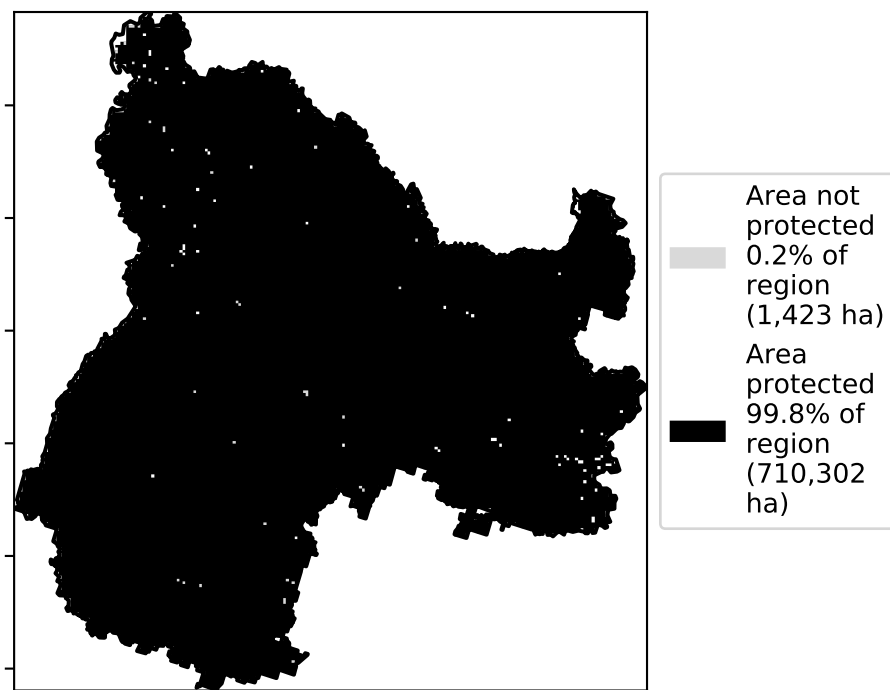 Area not
protected
0.2% of
region
(1,423 ha)
Area
protected
99.8% of
region
(710,302
ha)